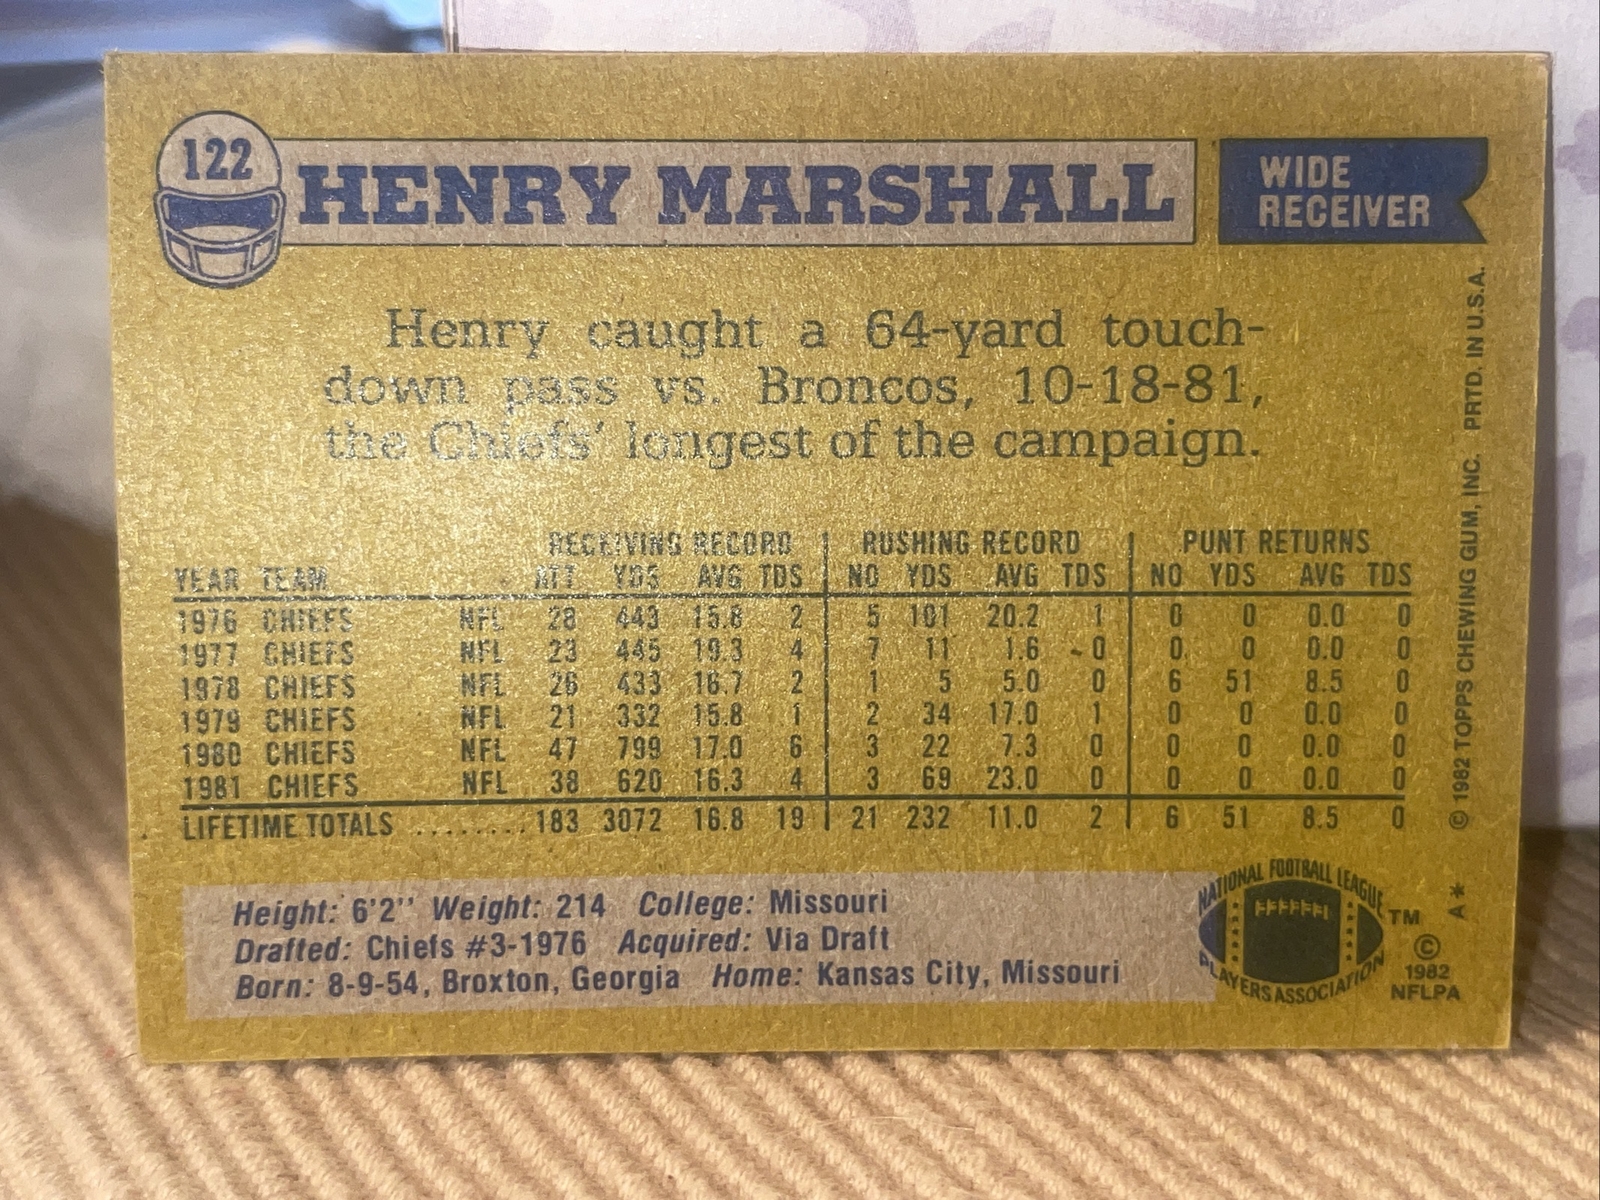 122
HENRY MARSHALL
WIDE
RECEIVER
Henry caught a 64-yard touch-
down pass vs. Broncos, 10-18-81,
the Chiefs' longest of the campaign.
RECEIVING RECORD RUSHING RECORD PUNT RETURNS
YEAR TEAM ATT YDS AVG TDS NO YDS AVG TDS NO YDS AVG TDS
1976 CHIEFS NFL 28 443 15.8 2 5 101 20.2 1 0 0 0.0 0
1977 CHIEFS NFL 23 445 19.3 4 7 11 1.6 0 0 0 0.0 0
1978 CHIEFS NFL 26 433 16.7 2 1 5 5.0 0 6 51 8.5 0
1979 CHIEFS NFL 21 332 15.8 1 2 34 17.0 1 0 0 0.0 0
1980 CHIEFS NFL 47 799 17.0 6 3 22 7.3 0 0 0 0.0 0
1981 CHIEFS NFL 38 620 16.3 4 3 69 23.0 0 0 0 0.0 0
LIFETIME TOTALS ........ 183 3072 16.8 19 21 232 11.0 2 6 51 8.5 0
Height: 6'2" Weight: 214 College: Missouri
Drafted: Chiefs #3-1976 Acquired: Via Draft
Born: 8-9-54, Broxton, Georgia Home: Kansas City, Missouri
NATIONAL FOOTBALL LEAGUE
PLAYERS ASSOCIATION
TM
©
1982
NFLPA
© 1982 TOPPS CHEWING GUM, INC. PRTD. IN U.S.A.
A*